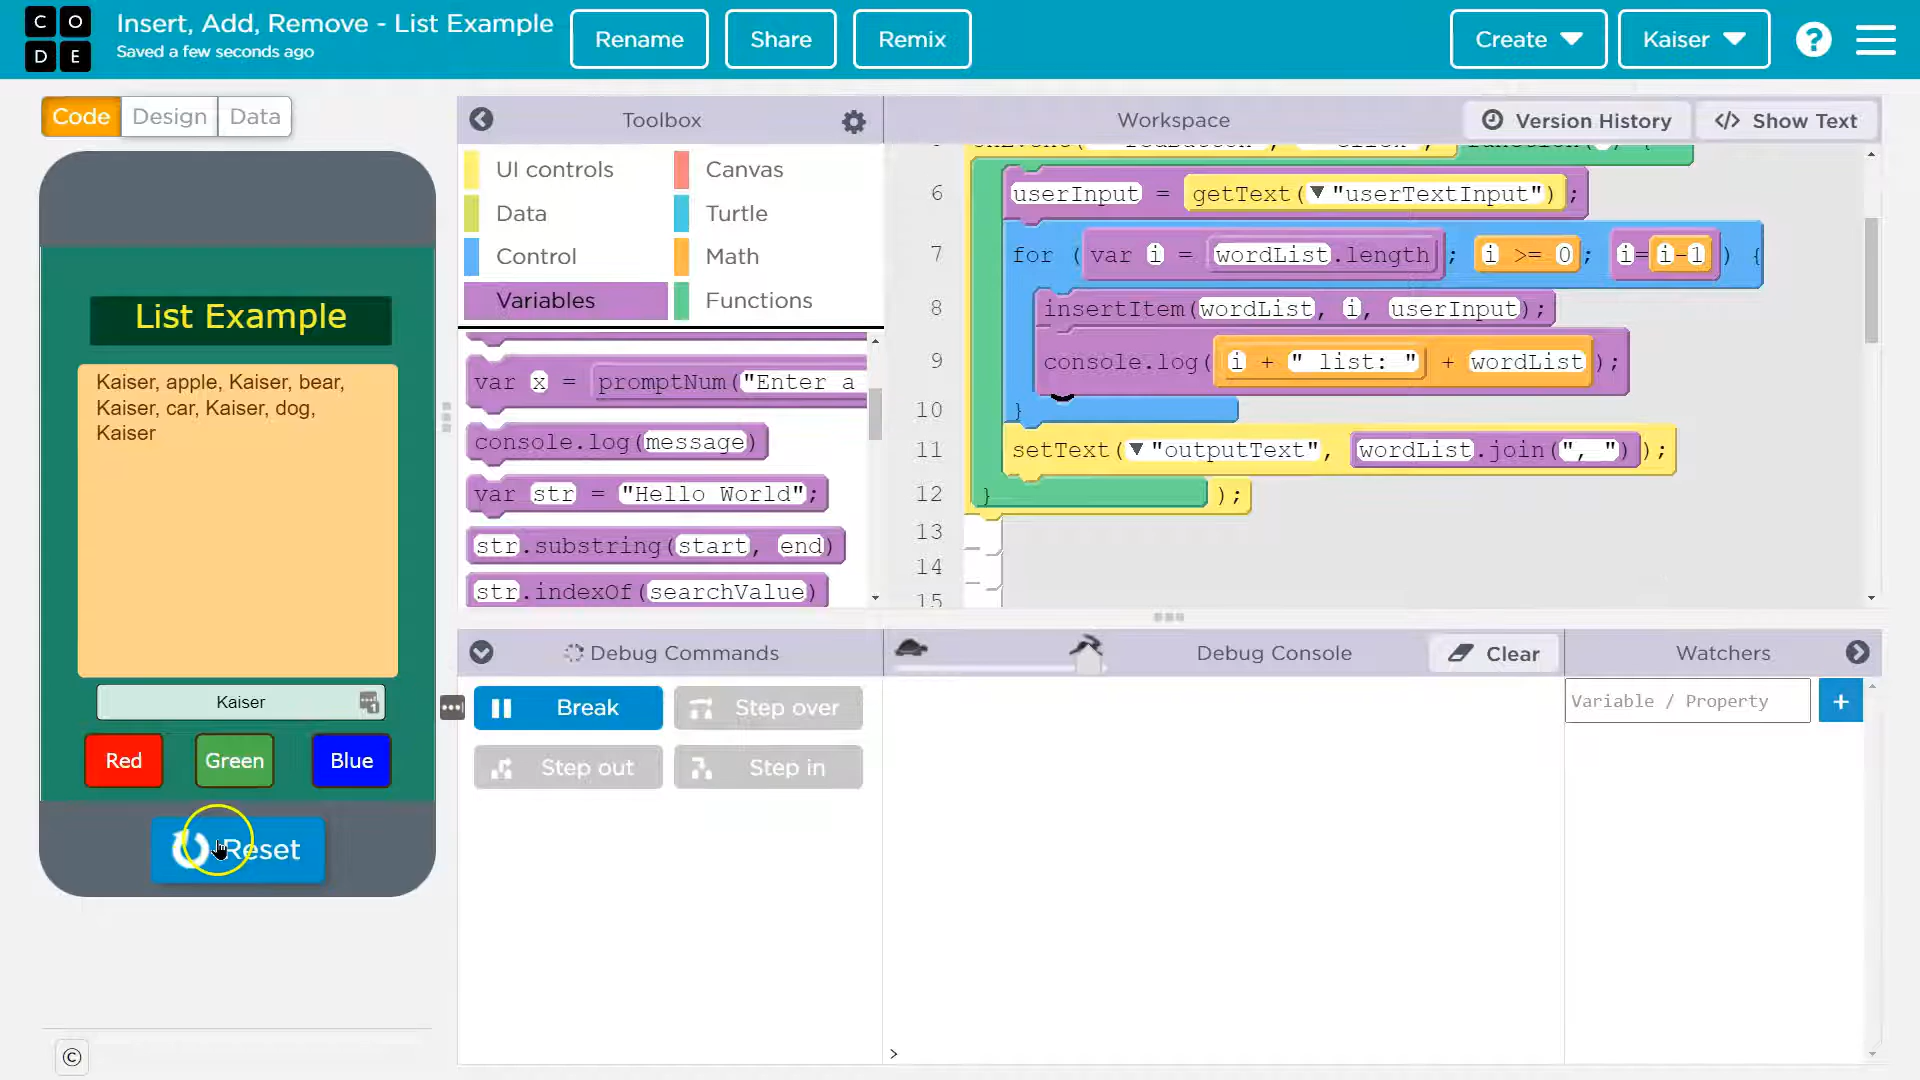 C O
D E
Insert, Add, Remove - List Example
Saved a few seconds ago
Rename
Share
Remix
Create
Kaiser
?
Code
Design
Data
List Example
Kaiser, apple, Kaiser, bear,
Kaiser, car, Kaiser, dog,
Kaiser
Kaiser
Red
Green
Blue
Reset
©
Toolbox
UI controls
Canvas
Data
Turtle
Control
Math
Variables
Functions
var x = promptNum("Enter a
console.log(message)
var str = "Hello World";
str.substring(start, end)
str.indexOf(searchValue)
Workspace
Version History
</> Show Text
6 userInput = getText( ▼ "userTextInput");
7 for ( var i = wordList.length ; i >= 0 ; i=i-1 ) {
8 insertItem(wordList, i, userInput);
9 console.log( i + " list: " + wordList );
10 }
11 setText( ▼ "outputText", wordList.join(", ") );
12 } );
13
14
15
Debug Commands
Break
Step over
Step out
Step in
Debug Console
Clear
Watchers
Variable / Property
+
>